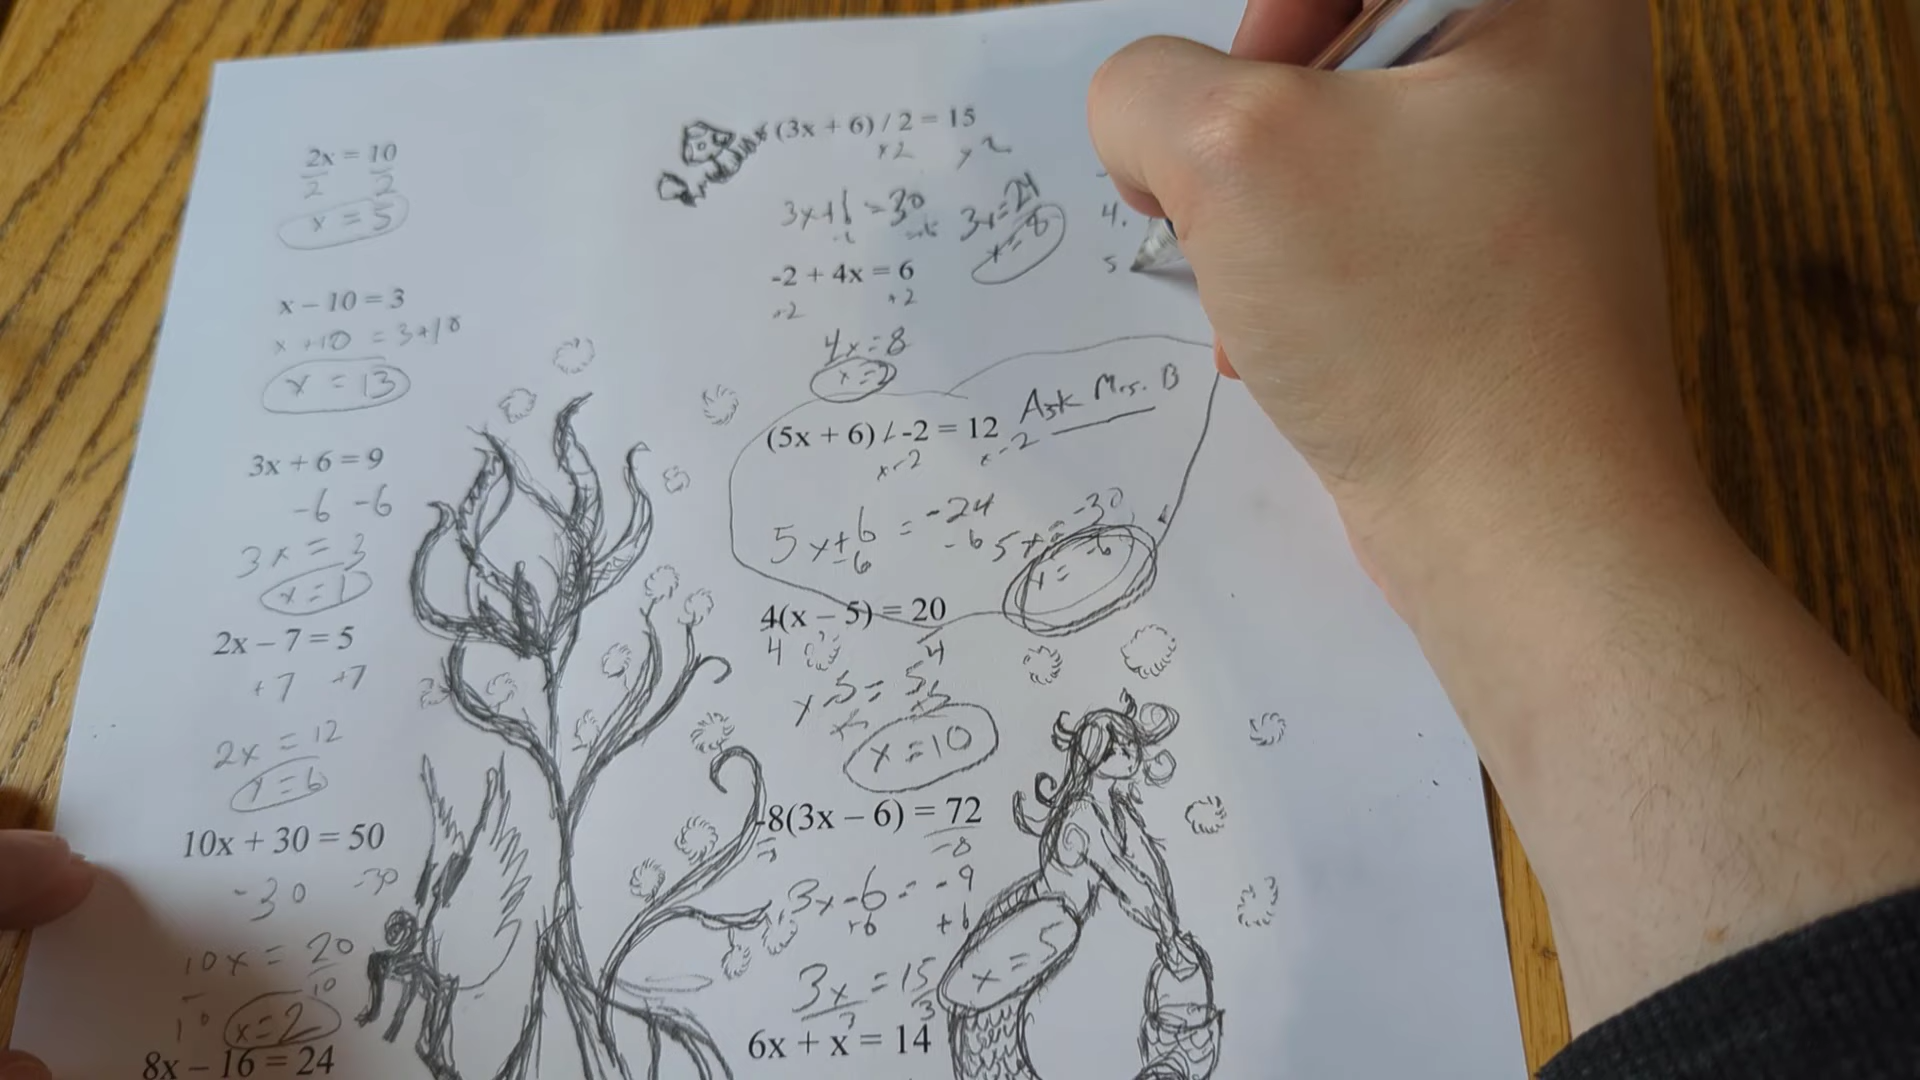 2x = 10
2 2
x = 5
x – 10 = 3
x +10 = 3+10
x = 13
3x + 6 = 9
-6 -6
3x = 3
x = 1
2x – 7 = 5
+7 +7
2x = 12
x = 6
10x + 30 = 50
-30 -30
10x = 20
10 10
x = 2
8x – 16 = 24
(3x + 6) / 2 = 15
x2 x2
3x+6 = 30
3x = 24
x = 8
-2 + 4x = 6
+2 +2
4x = 8
x = 2
Ask Mrs. B
(5x + 6) / -2 = 12
x-2 x-2
5x+6 = -24
-6 -6
5x = -30
x = -6
4(x – 5) = 20
4 4
x-5 = 5
+5 +5
x = 10
-8(3x – 6) = 72
-8 -8
3x-6 = -9
+6 +6
3x = 15
3 3
x = 5
6x + x = 14
4.
5